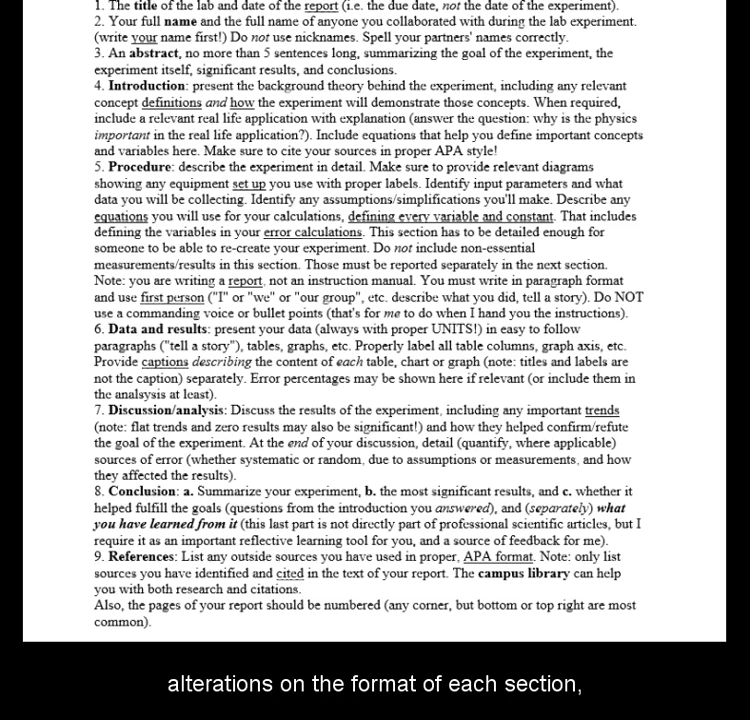 1. The title of the lab and date of the report (i.e. the due date, not the date of the experiment).
2. Your full name and the full name of anyone you collaborated with during the lab experiment.
(write your name first!) Do not use nicknames. Spell your partners' names correctly.
3. An abstract, no more than 5 sentences long, summarizing the goal of the experiment, the
experiment itself, significant results, and conclusions.
4. Introduction: present the background theory behind the experiment, including any relevant
concept definitions and how the experiment will demonstrate those concepts. When required,
include a relevant real life application with explanation (answer the question: why is the physics
important in the real life application?). Include equations that help you define important concepts
and variables here. Make sure to cite your sources in proper APA style!
5. Procedure: describe the experiment in detail. Make sure to provide relevant diagrams
showing any equipment set up you use with proper labels. Identify input parameters and what
data you will be collecting. Identify any assumptions/simplifications you'll make. Describe any
equations you will use for your calculations, defining every variable and constant. That includes
defining the variables in your error calculations. This section has to be detailed enough for
someone to be able to re-create your experiment. Do not include non-essential
measurements/results in this section. Those must be reported separately in the next section.
Note: you are writing a report, not an instruction manual. You must write in paragraph format
and use first person ("I" or "we" or "our group", etc. describe what you did, tell a story). Do NOT
use a commanding voice or bullet points (that's for me to do when I hand you the instructions).
6. Data and results: present your data (always with proper UNITS!) in easy to follow
paragraphs ("tell a story"), tables, graphs, etc. Properly label all table columns, graph axis, etc.
Provide captions describing the content of each table, chart or graph (note: titles and labels are
not the caption) separately. Error percentages may be shown here if relevant (or include them in
the analsysis at least).
7. Discussion/analysis: Discuss the results of the experiment, including any important trends
(note: flat trends and zero results may also be significant!) and how they helped confirm/refute
the goal of the experiment. At the end of your discussion, detail (quantify, where applicable)
sources of error (whether systematic or random, due to assumptions or measurements, and how
they affected the results).
8. Conclusion: a. Summarize your experiment, b. the most significant results, and c. whether it
helped fulfill the goals (questions from the introduction you answered), and (separately) what
you have learned from it (this last part is not directly part of professional scientific articles, but I
require it as an important reflective learning tool for you, and a source of feedback for me).
9. References: List any outside sources you have used in proper, APA format. Note: only list
sources you have identified and cited in the text of your report. The campus library can help
you with both research and citations.
Also, the pages of your report should be numbered (any corner, but bottom or top right are most
common).
alterations on the format of each section,